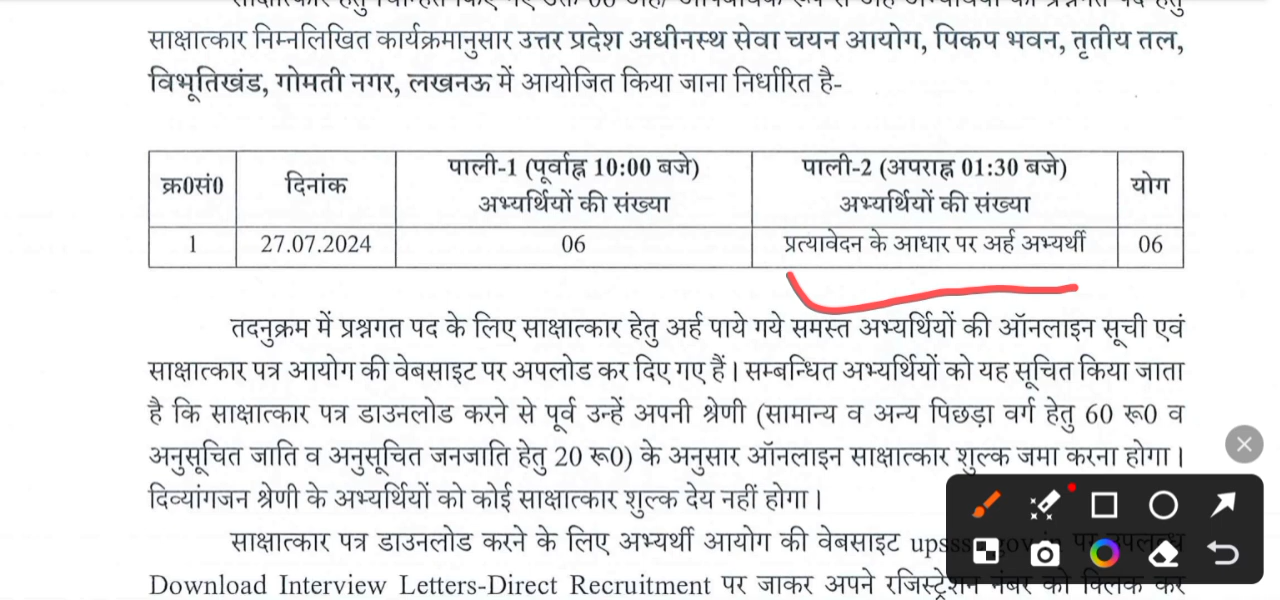 साक्षात्कार निम्नलिखित कार्यक्रमानुसार उत्तर प्रदेश अधीनस्थ सेवा चयन आयोग, पिकप भवन, तृतीय तल,
विभूतिखंड, गोमती नगर, लखनऊ में आयोजित किया जाना निर्धारित है-
क्र0सं0 दिनांक पाली-1 (पूर्वाह्न 10:00 बजे) अभ्यर्थियों की संख्या पाली-2 (अपराह्न 01:30 बजे) अभ्यर्थियों की संख्या योग
1 27.07.2024 06 प्रत्यावेदन के आधार पर अर्ह अभ्यर्थी 06
तदनुक्रम में प्रश्नगत पद के लिए साक्षात्कार हेतु अर्ह पाये गये समस्त अभ्यर्थियों की ऑनलाइन सूची एवं
साक्षात्कार पत्र आयोग की वेबसाइट पर अपलोड कर दिए गए हैं। सम्बन्धित अभ्यर्थियों को यह सूचित किया जाता
है कि साक्षात्कार पत्र डाउनलोड करने से पूर्व उन्हें अपनी श्रेणी (सामान्य व अन्य पिछड़ा वर्ग हेतु 60 रू0 व
अनुसूचित जाति व अनुसूचित जनजाति हेतु 20 रू0) के अनुसार ऑनलाइन साक्षात्कार शुल्क जमा करना होगा।
दिव्यांगजन श्रेणी के अभ्यर्थियों को कोई साक्षात्कार शुल्क देय नहीं होगा।
साक्षात्कार पत्र डाउनलोड करने के लिए अभ्यर्थी आयोग की वेबसाइट पर उपलब्ध
Download Interview Letters-Direct Recruitment पर जाकर अपने रजिस्ट्रेशन नंबर को क्लिक कर